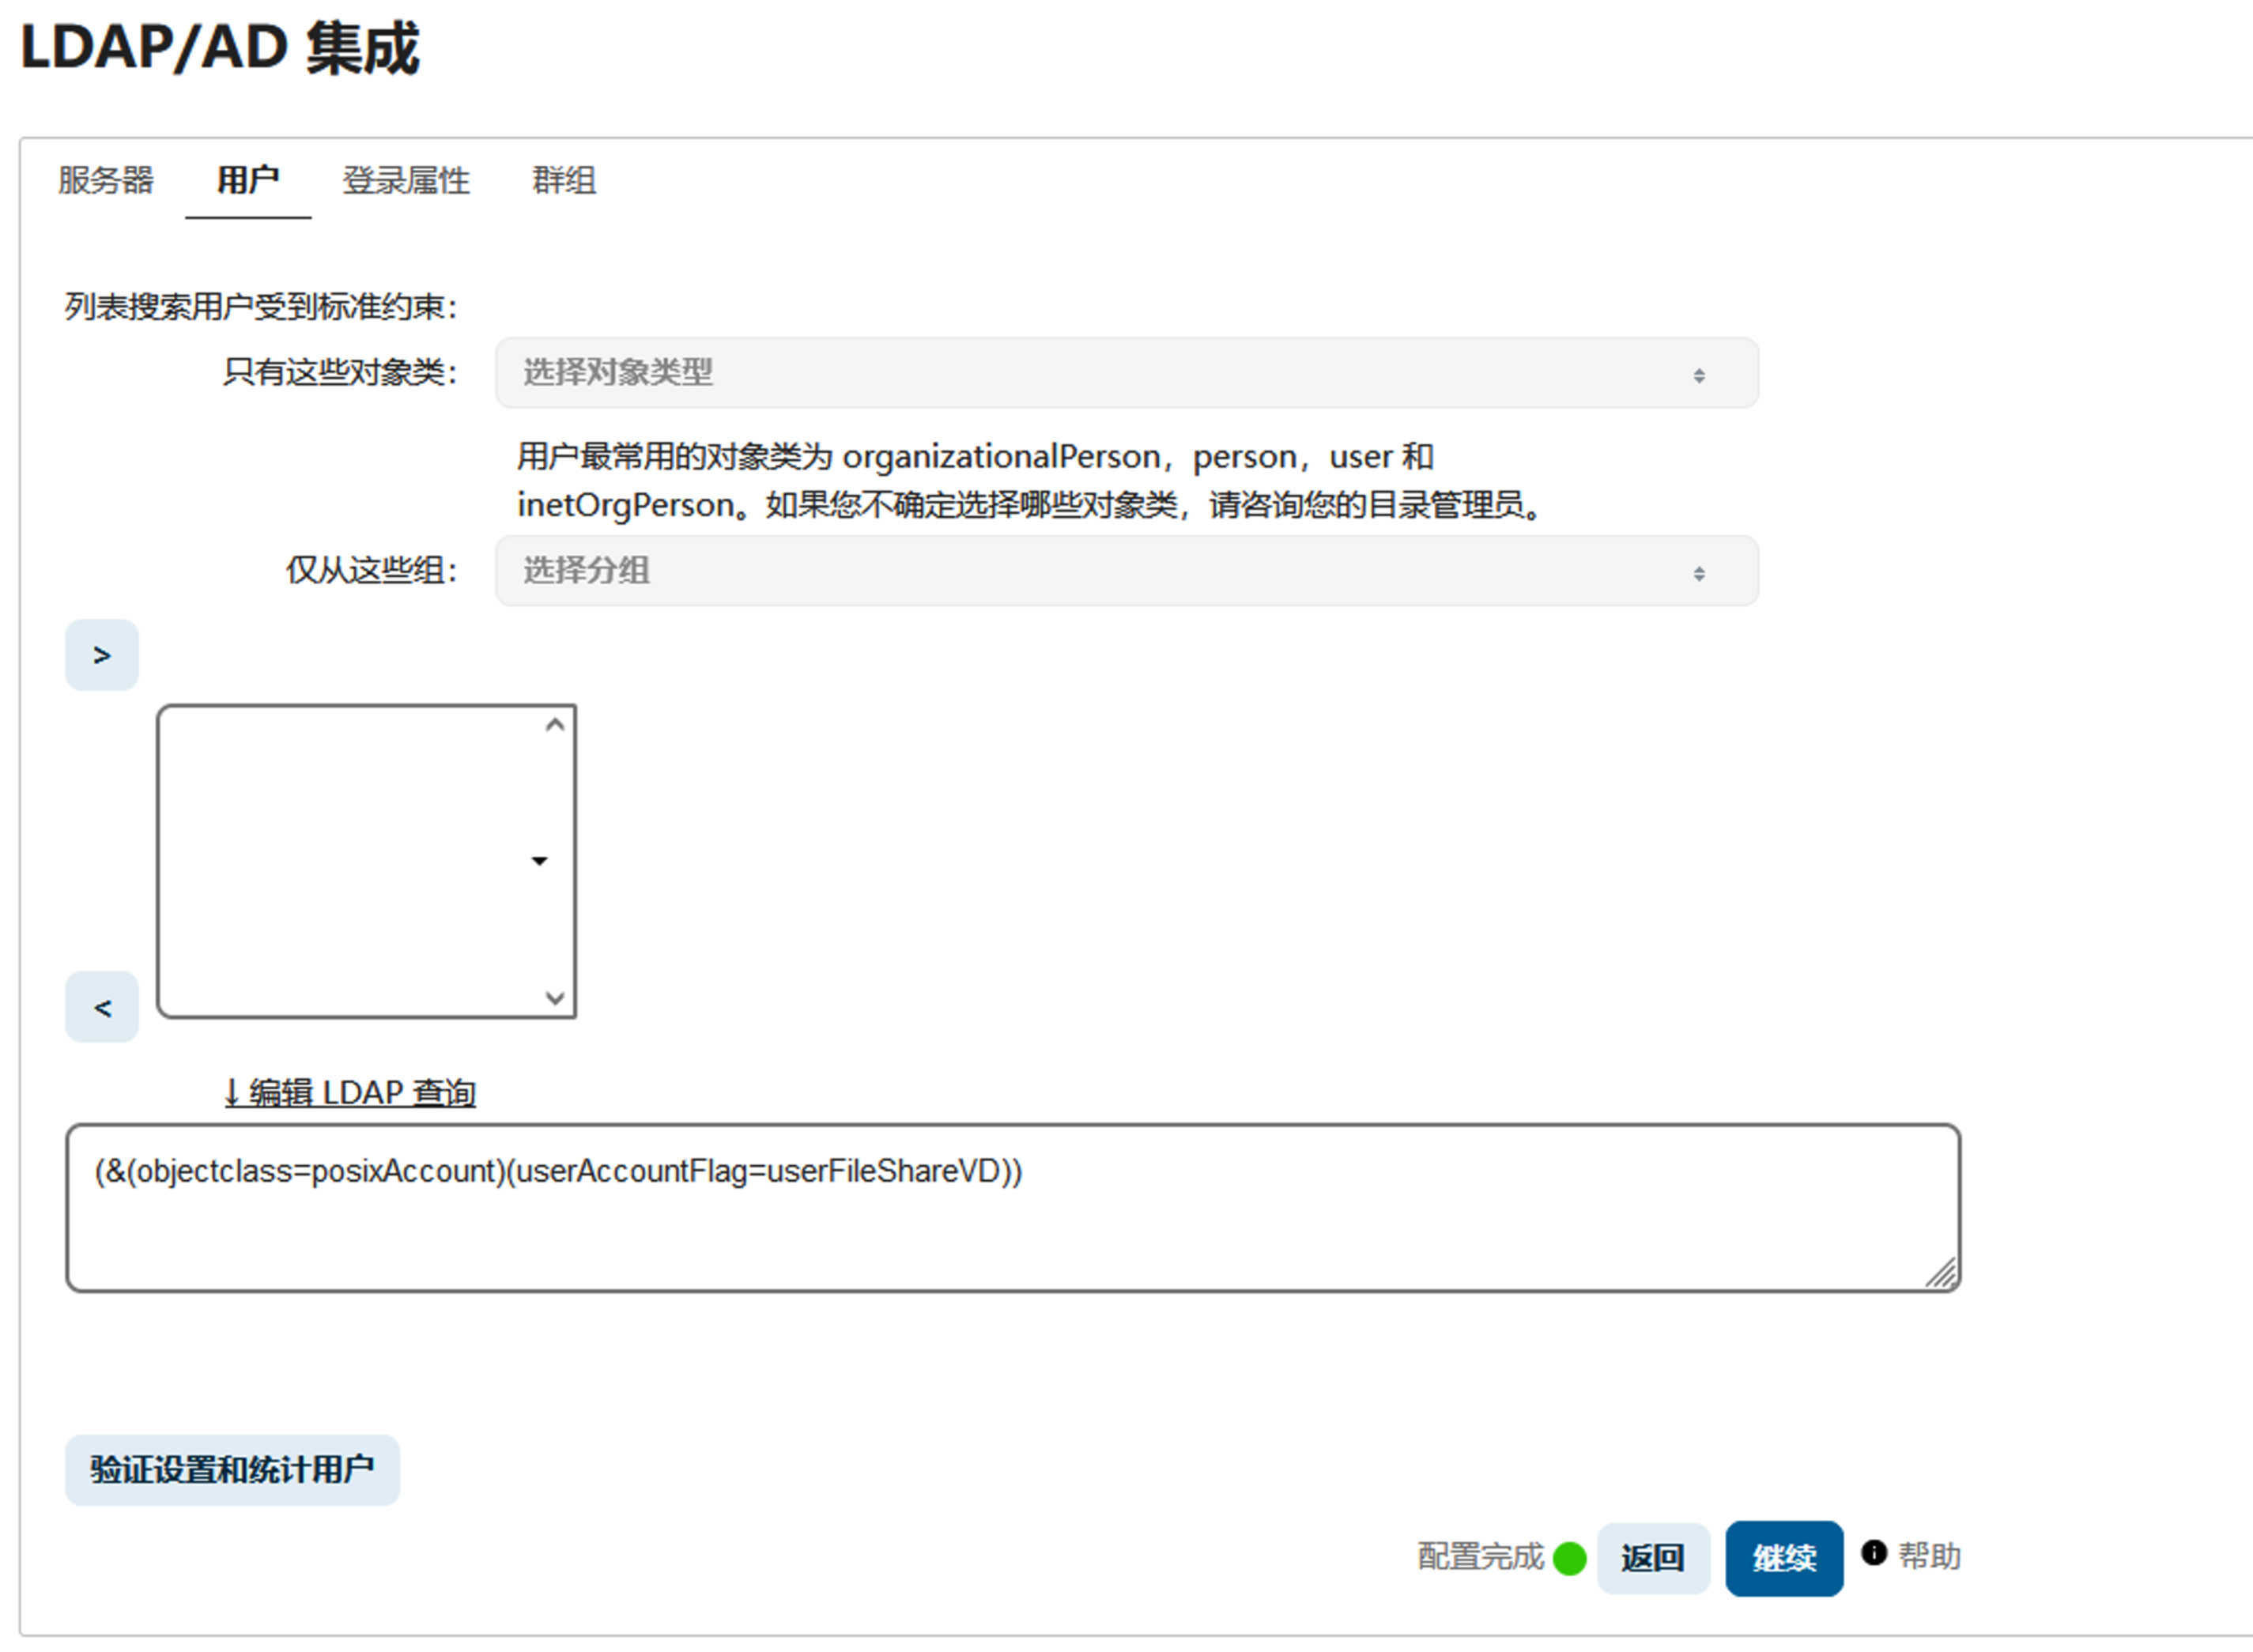 LDAP/AD 集成
服务器 用户 登录属性 群组
列表搜索用户受到标准约束：
只有这些对象类： 选择对象类型
用户最常用的对象类为 organizationalPerson，person，user 和
inetOrgPerson。如果您不确定选择哪些对象类，请咨询您的目录管理员。
仅从这些组： 选择分组
>
<
↓ 编辑 LDAP 查询
(&(objectclass=posixAccount)(userAccountFlag=userFileShareVD))
验证设置和统计用户
配置完成 返回 继续 帮助